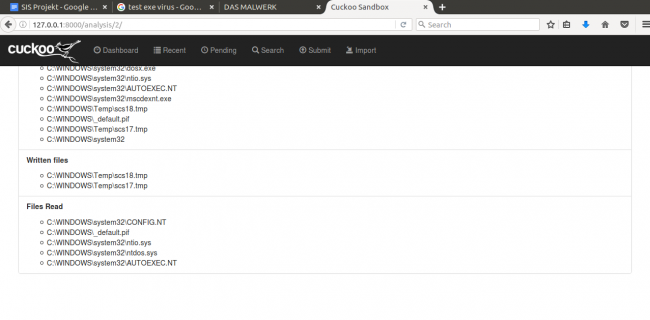 SIS Projekt - Google ...
test exe virus - Goo...
DAS MALWERK
Cuckoo Sandbox
127.0.0.1:8000/analysis/2/
Search
cuckoo
Dashboard
Recent
Pending
Search
Submit
Import
C:\WINDOWS\system32\dosx.exe
C:\WINDOWS\system32\ntio.sys
C:\WINDOWS\system32\AUTOEXEC.NT
C:\WINDOWS\system32\mscdexnt.exe
C:\WINDOWS\Temp\scs18.tmp
C:\WINDOWS\_default.pif
C:\WINDOWS\Temp\scs17.tmp
C:\WINDOWS\system32
Written files
C:\WINDOWS\Temp\scs18.tmp
C:\WINDOWS\Temp\scs17.tmp
Files Read
C:\WINDOWS\system32\CONFIG.NT
C:\WINDOWS\_default.pif
C:\WINDOWS\system32\ntio.sys
C:\WINDOWS\system32\ntdos.sys
C:\WINDOWS\system32\AUTOEXEC.NT